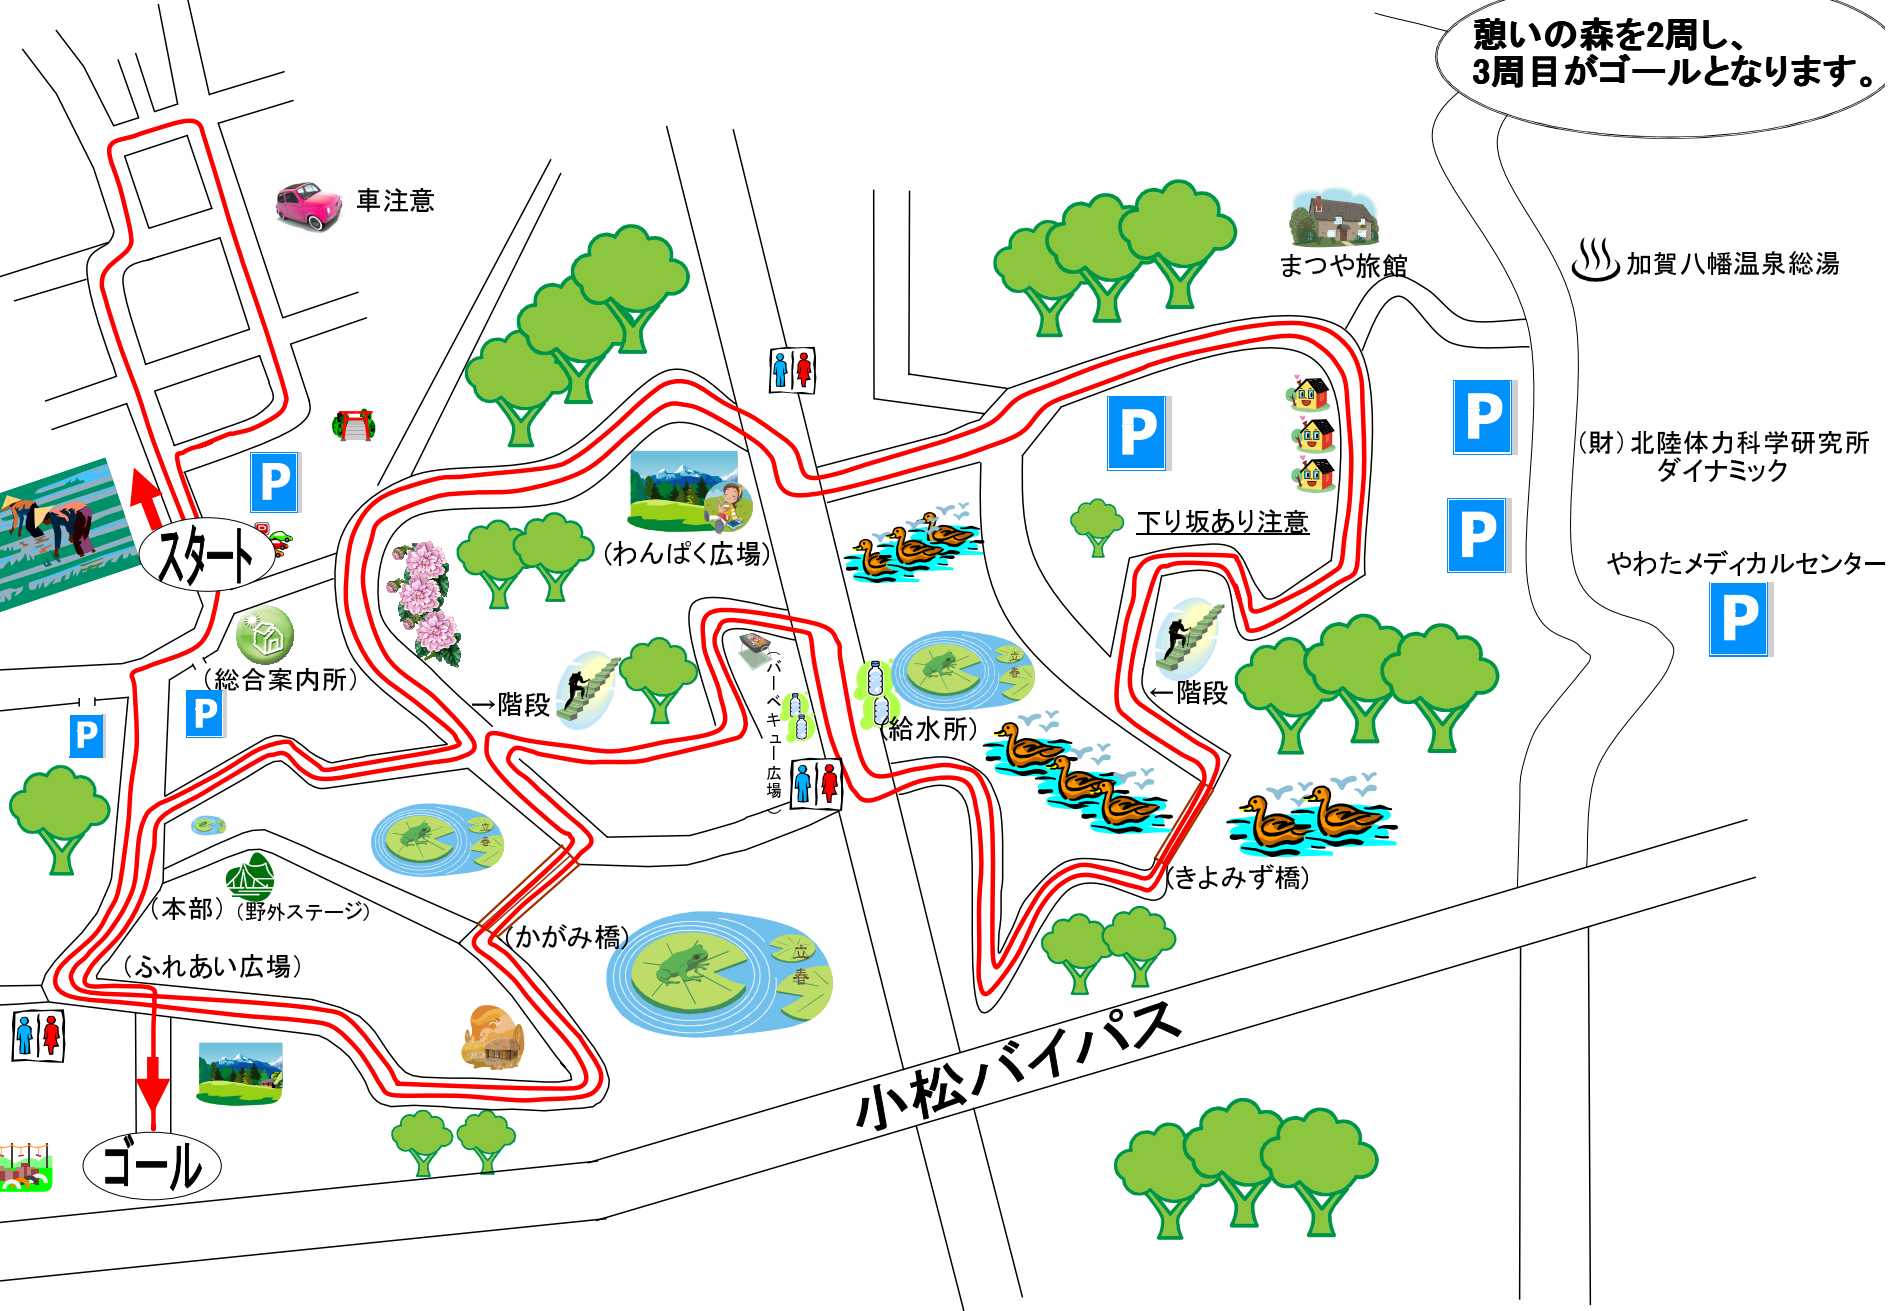 憩いの森を2周し、
3周目がゴールとなります。
車注意
まつや旅館
加賀八幡温泉総湯
P
P
(財)北陸体力科学研究所
ダイナミック
P
P
(わんぱく広場)
下り坂あり注意
スタート
やわたメディカルセンター
P
(総合案内所)
P
P
→階段
(バーベキュー広場)
(給水所)
立
春
←階段
立
春
(きよみず橋)
(本部)
(野外ステージ)
(かがみ橋)
(ふれあい広場)
立
春
小松バイパス
ゴール